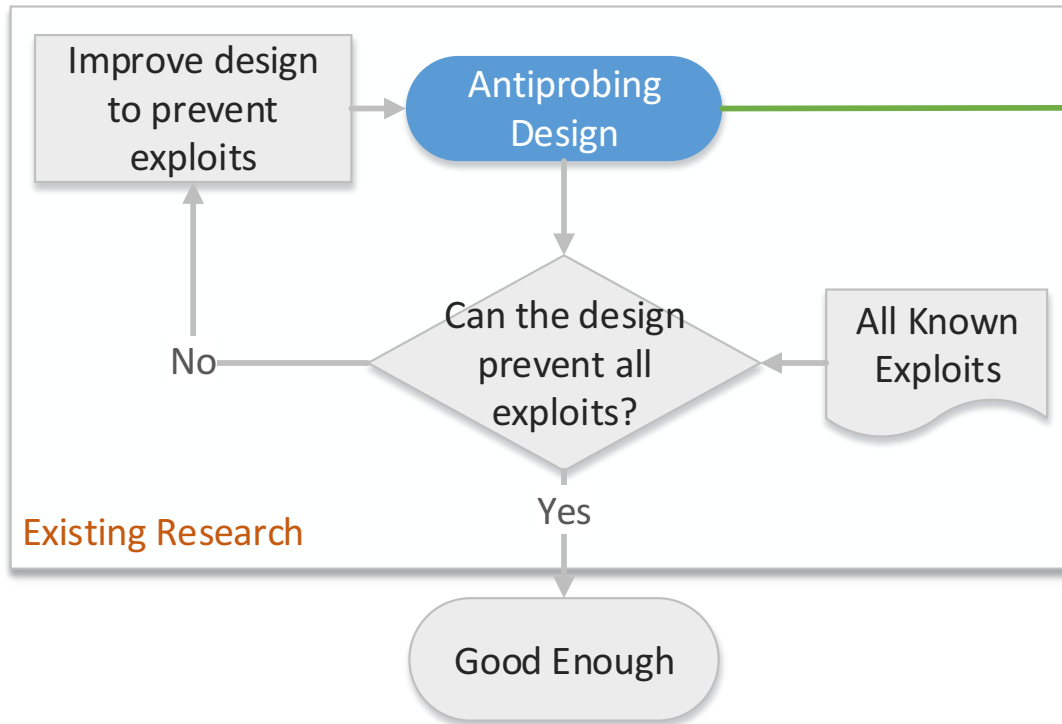 Improve design
to prevent
exploits
Antiprobing
Design
Can the design
prevent all
exploits?
All Known
Exploits
No
Yes
Existing Research
Good Enough